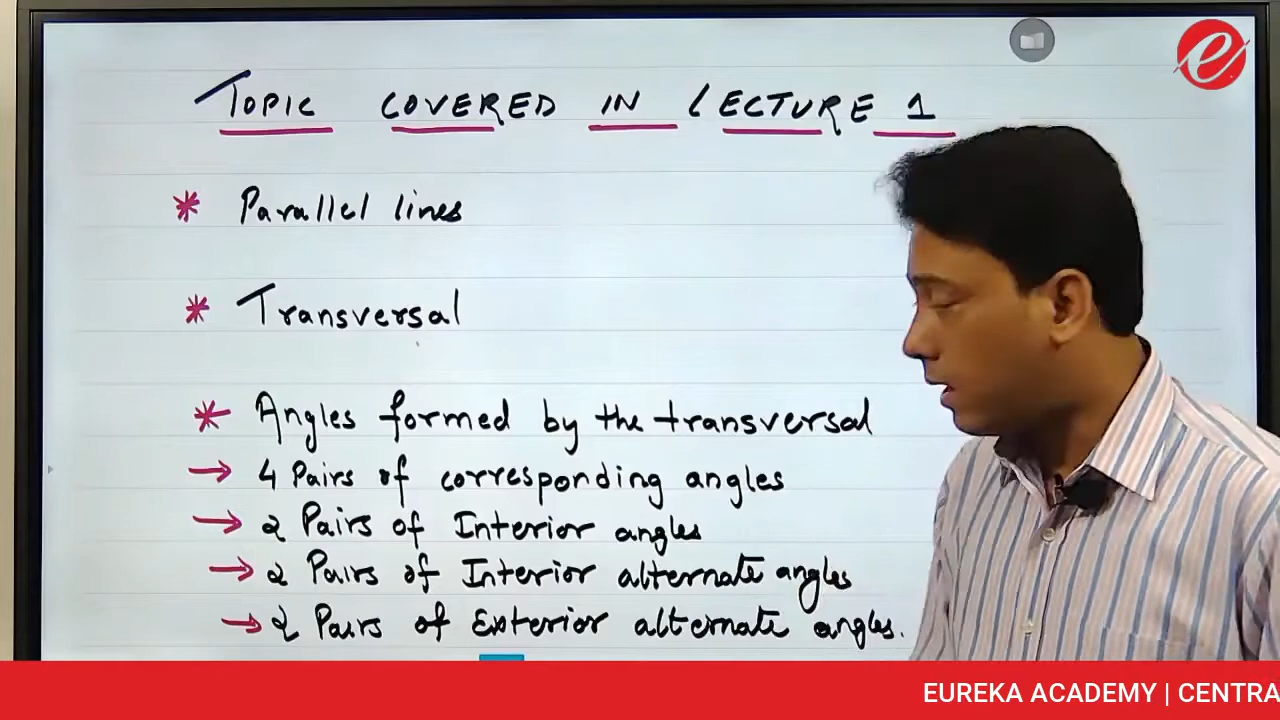 TOPIC COVERED IN LECTURE 1
* Parallel lines
* Transversal
* Angles formed by the transversal
→ 4 Pairs of corresponding angles
→ 2 Pairs of Interior angles
→ 2 Pairs of Interior alternate angles
→ 2 Pairs of Exterior alternate angles.
EUREKA ACADEMY | CENTRA